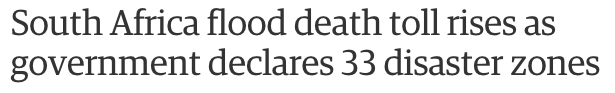 South Africa flood death toll rises as
government declares 33 disaster zones